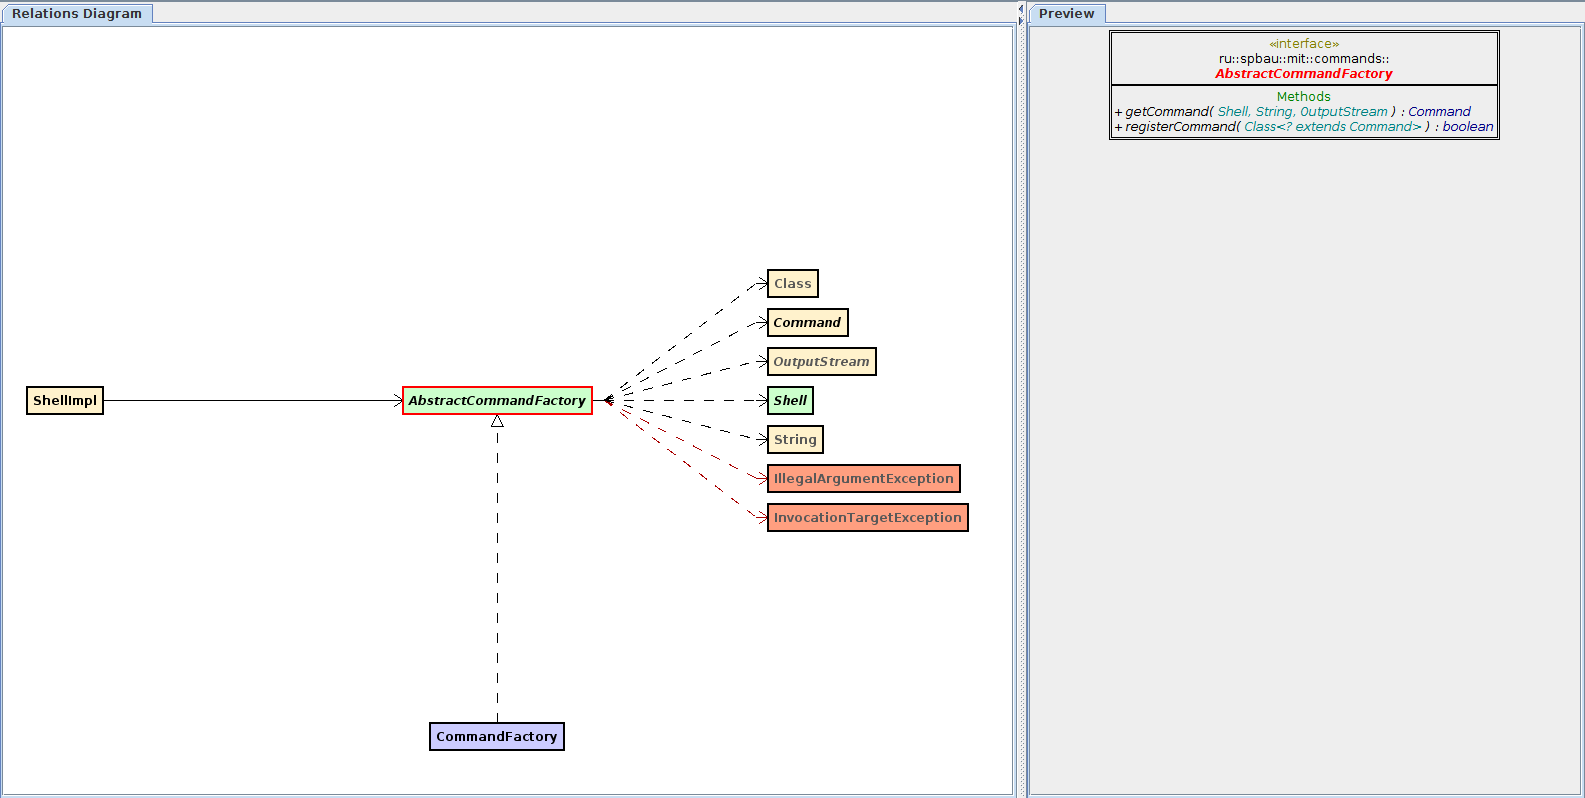 Relations Diagram
Class
Command
OutputStream
ShellImpl
AbstractCommandFactory
Shell
String
IllegalArgumentException
InvocationTargetException
CommandFactory
Preview
«interface»
ru::spbau::mit::commands::
AbstractCommandFactory
Methods
+ getCommand( Shell, String, OutputStream ) : Command
+ registerCommand( Class<? extends Command> ) : boolean